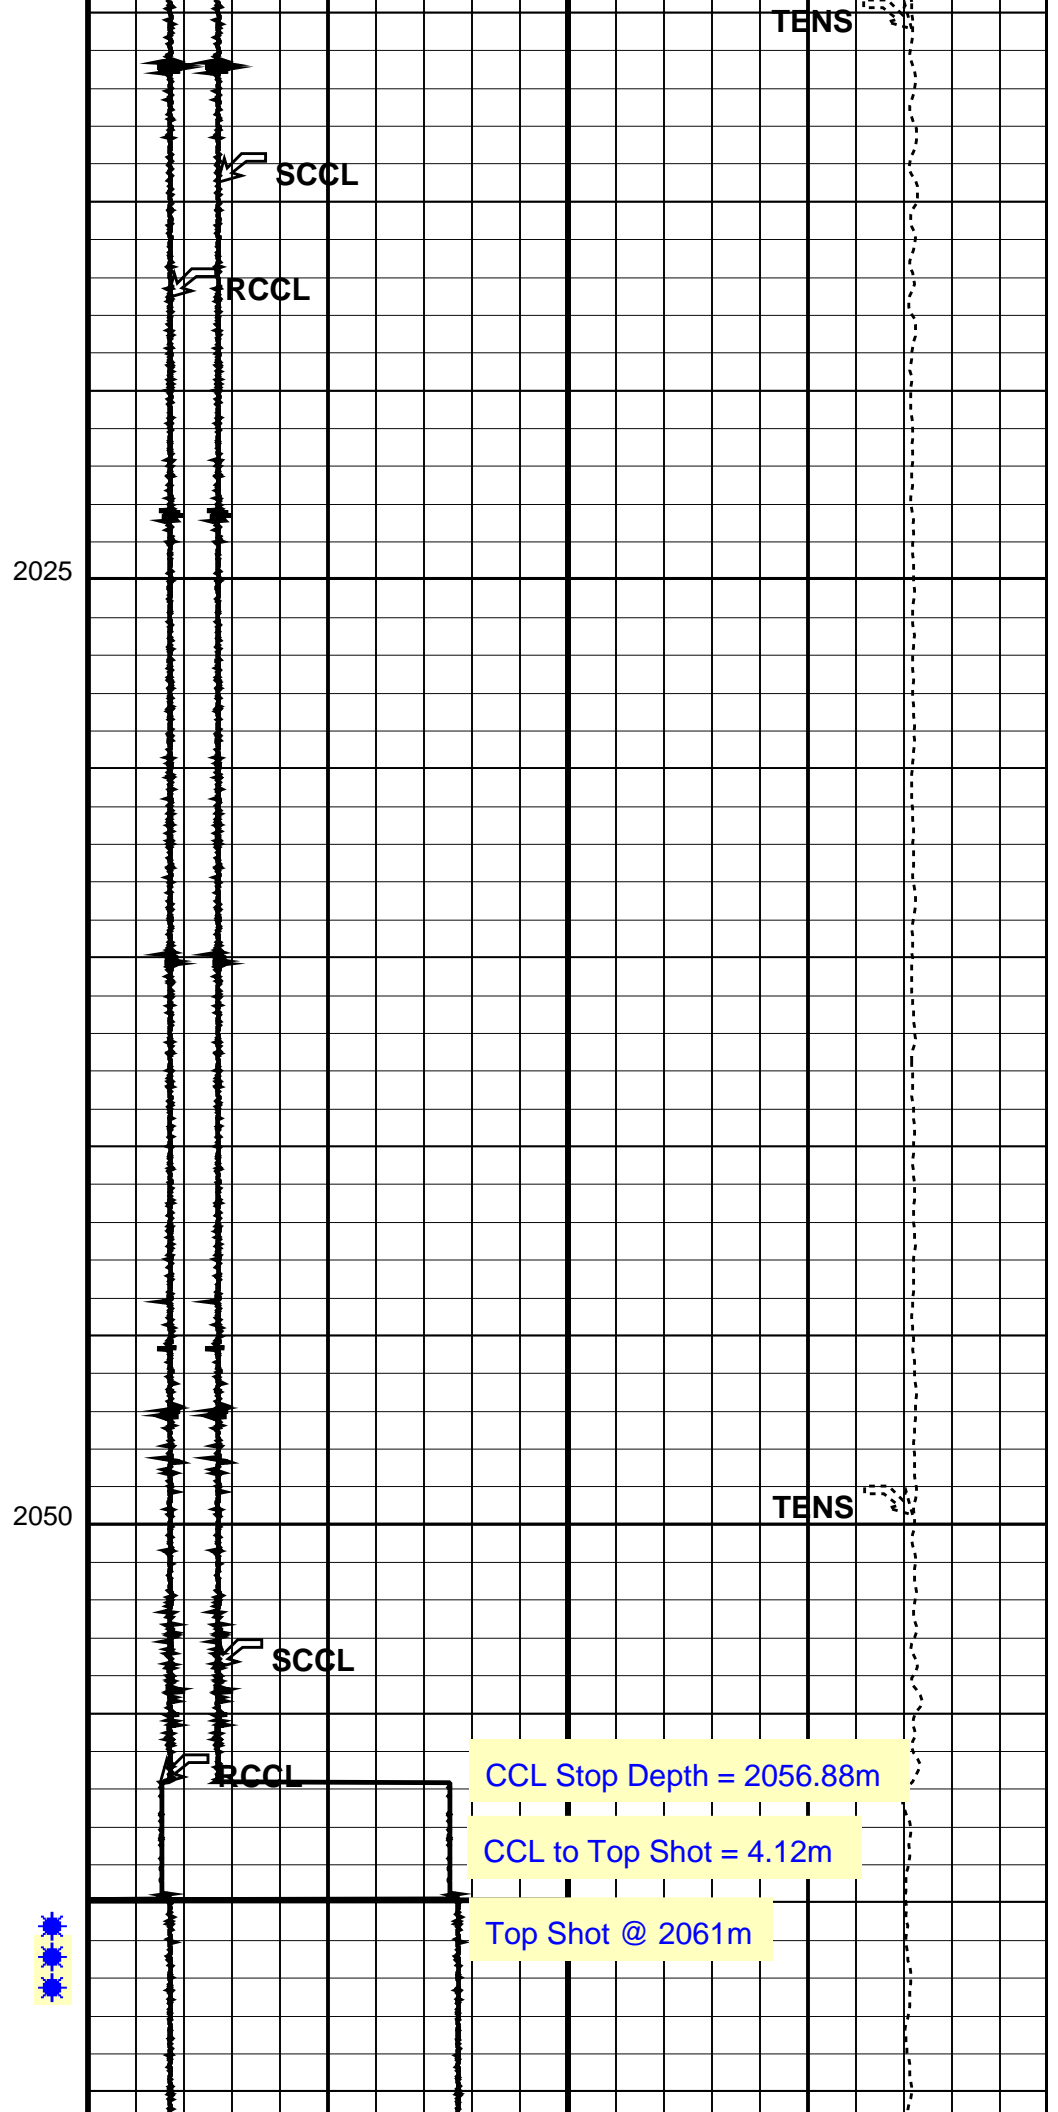 TENS
SCCL
RCCL
2025
2050
TENS
SCCL
RCCL
CCL Stop Depth = 2056.88m
CCL to Top Shot = 4.12m
Top Shot @ 2061m